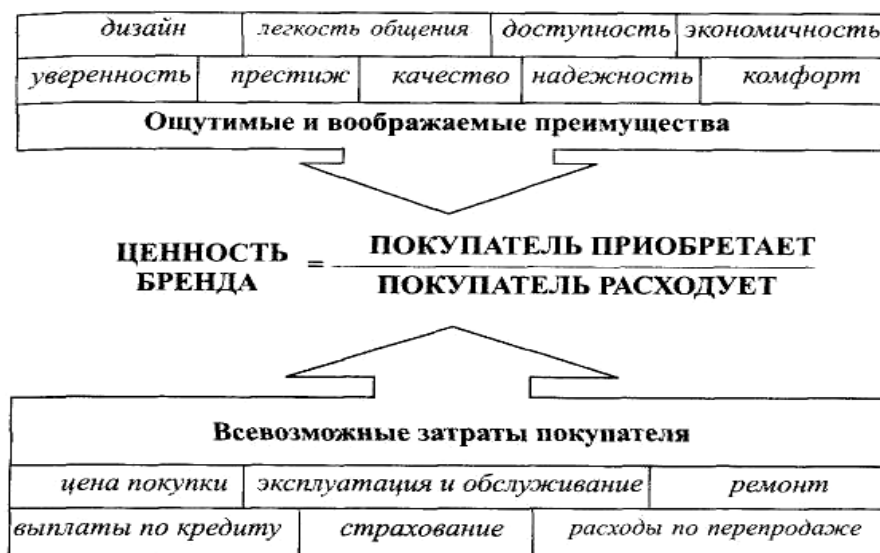 дизайн легкость общения доступность экономичность
уверенность престиж качество надежность комфорт
Ощутимые и воображаемые преимущества
ЦЕННОСТЬ БРЕНДА = ПОКУПАТЕЛЬ ПРИОБРЕТАЕТ
ПОКУПАТЕЛЬ РАСХОДУЕТ
Всевозможные затраты покупателя
цена покупки эксплуатация и обслуживание ремонт
выплаты по кредиту страхование расходы по перепродаже